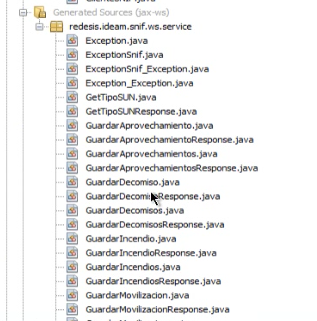 Generated Sources (jax-ws)
redesis.ideam.snif.ws.service
Exception.java
ExceptionSnif.java
ExceptionSnif_Exception.java
Exception_Exception.java
GetTipoSUN.java
GetTipoSUNResponse.java
GuardarAprovechamiento.java
GuardarAprovechamientoResponse.java
GuardarAprovechamientos.java
GuardarAprovechamientosResponse.java
GuardarDecomiso.java
GuardarDecomisoResponse.java
GuardarDecomisos.java
GuardarDecomisosResponse.java
GuardarIncendio.java
GuardarIncendioResponse.java
GuardarIncendios.java
GuardarIncendiosResponse.java
GuardarMovilizacion.java
GuardarMovilizacionResponse.java